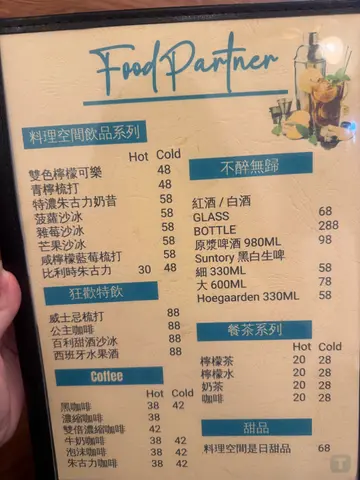 Food Partner
料理空間飲品系列
Hot Cold
雙色檸檬可樂 48
青檸梳打 48
特濃朱古力奶昔 58
菠蘿沙冰 58
雜莓沙冰 58
芒果沙冰 58
咸檸檬藍莓梳打 58
比利時朱古力 30 48
狂歡特飲
威士忌梳打 88
公主咖啡 88
百利甜酒沙冰 88
西班牙水果酒 88
Coffee
Hot Cold
黑咖啡 38 42
濃縮咖啡 38
雙倍濃縮咖啡 42
牛奶咖啡 38 42
泡沫咖啡 38 42
朱古力咖啡 38 42
不醉無歸
紅酒 / 白酒
GLASS 68
BOTTLE 288
原漿啤酒 980ML 98
Suntory 黑白生啤
細 330ML 58
大 600ML 78
Hoegaarden 330ML 58
餐茶系列
Hot Cold
檸檬茶 20 28
檸檬水 20 28
奶茶 20 28
咖啡 20 28
甜品
料理空間是日甜品 68
T